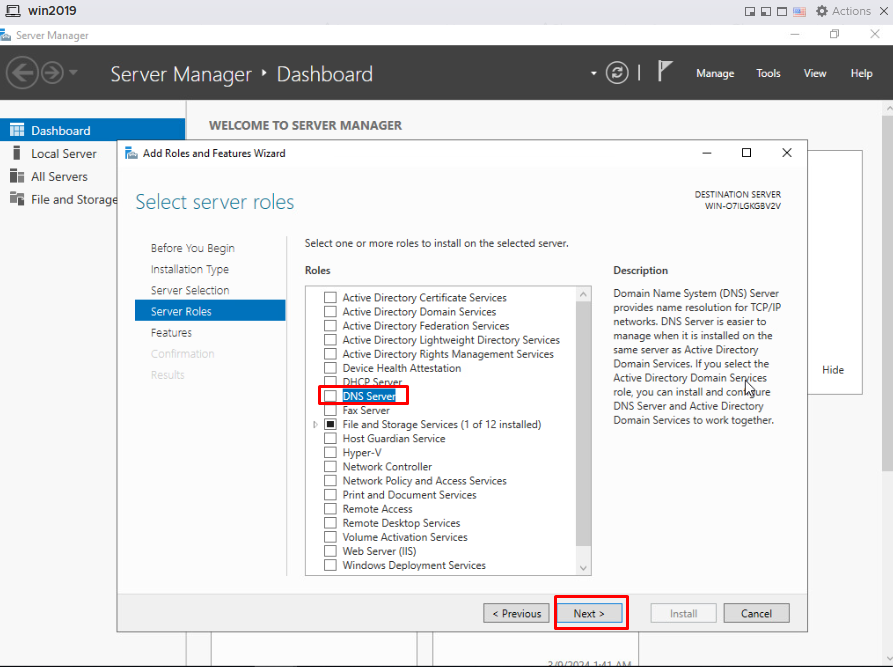 win2019
Actions
Server Manager
Server Manager
Dashboard
Manage
Tools
View
Help
Dashboard
Local Server
All Servers
File and Storage
WELCOME TO SERVER MANAGER
Add Roles and Features Wizard
Select server roles
DESTINATION SERVER
WIN-O7ILGKGBV2V
Before You Begin
Installation Type
Server Selection
Server Roles
Features
Confirmation
Results
Select one or more roles to install on the selected server.
Roles
Active Directory Certificate Services
Active Directory Domain Services
Active Directory Federation Services
Active Directory Lightweight Directory Services
Active Directory Rights Management Services
Device Health Attestation
DHCP Server
DNS Server
Fax Server
File and Storage Services (1 of 12 installed)
Host Guardian Service
Hyper-V
Network Controller
Network Policy and Access Services
Print and Document Services
Remote Access
Remote Desktop Services
Volume Activation Services
Web Server (IIS)
Windows Deployment Services
Description
Domain Name System (DNS) Server
provides name resolution for TCP/IP
networks. DNS Server is easier to
manage when it is installed on the
same server as Active Directory
Domain Services. If you select the
Active Directory Domain Services
role, you can install and configure
DNS Server and Active Directory
Domain Services to work together.
Hide
< Previous
Next >
Install
Cancel
3/9/2024 1:41 AM